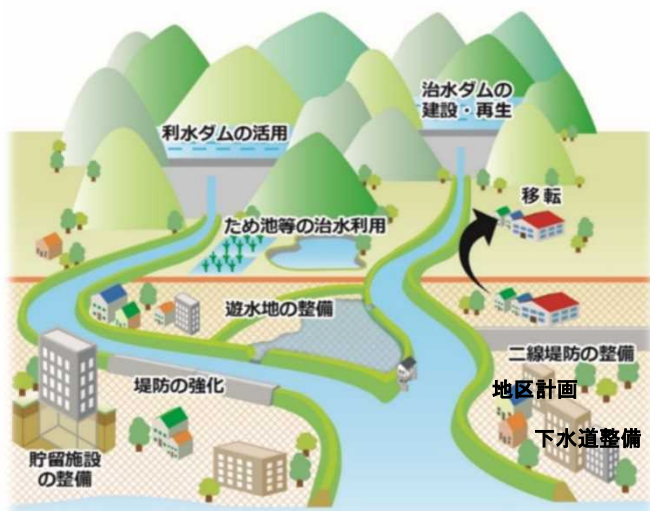 治水ダムの
建設・再生
利水ダムの活用
移転
ため池等の治水利用
遊水地の整備
二線堤防の整備
堤防の強化
地区計画
下水道整備
貯留施設
の整備